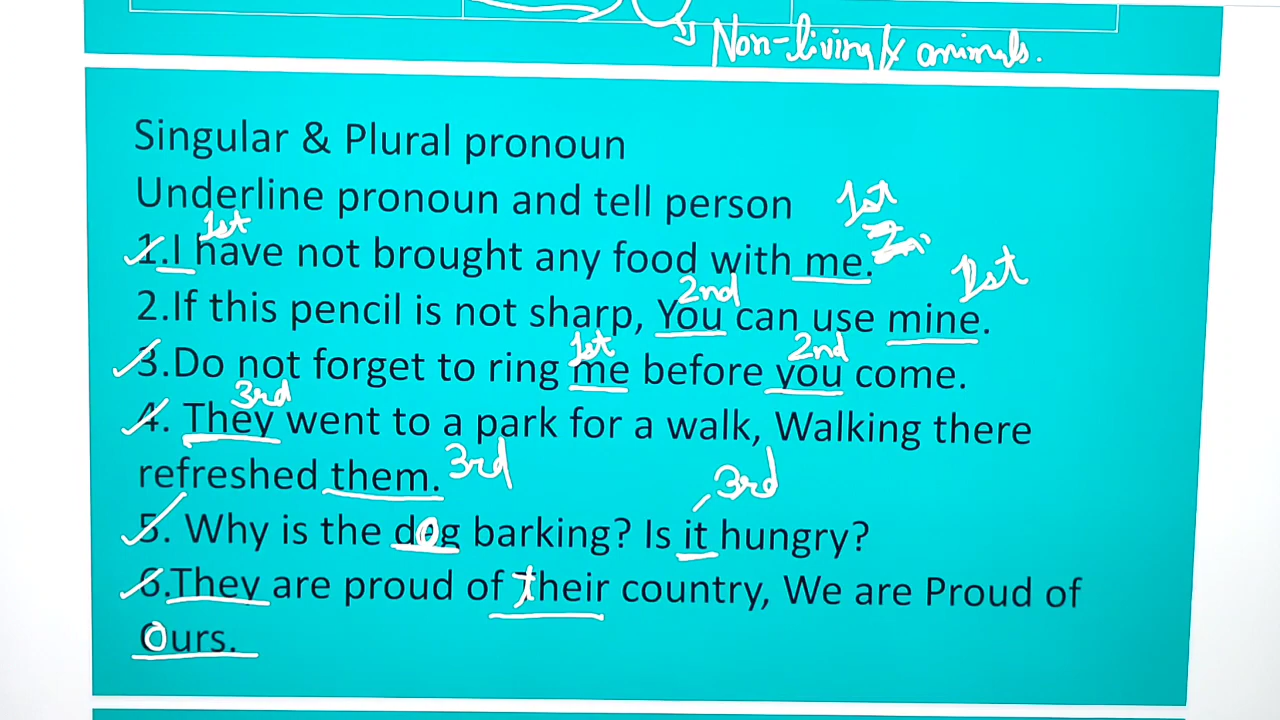 Non-living & animals.
Singular & Plural pronoun
Underline pronoun and tell person
1st
1st
1.I have not brought any food with me.
1st
2nd
2.If this pencil is not sharp, You can use mine.
1st 2nd
3.Do not forget to ring me before you come.
3rd
4. They went to a park for a walk, Walking there
refreshed them. 3rd
3rd
5. Why is the dog barking? Is it hungry?
6.They are proud of their country, We are Proud of
Ours.